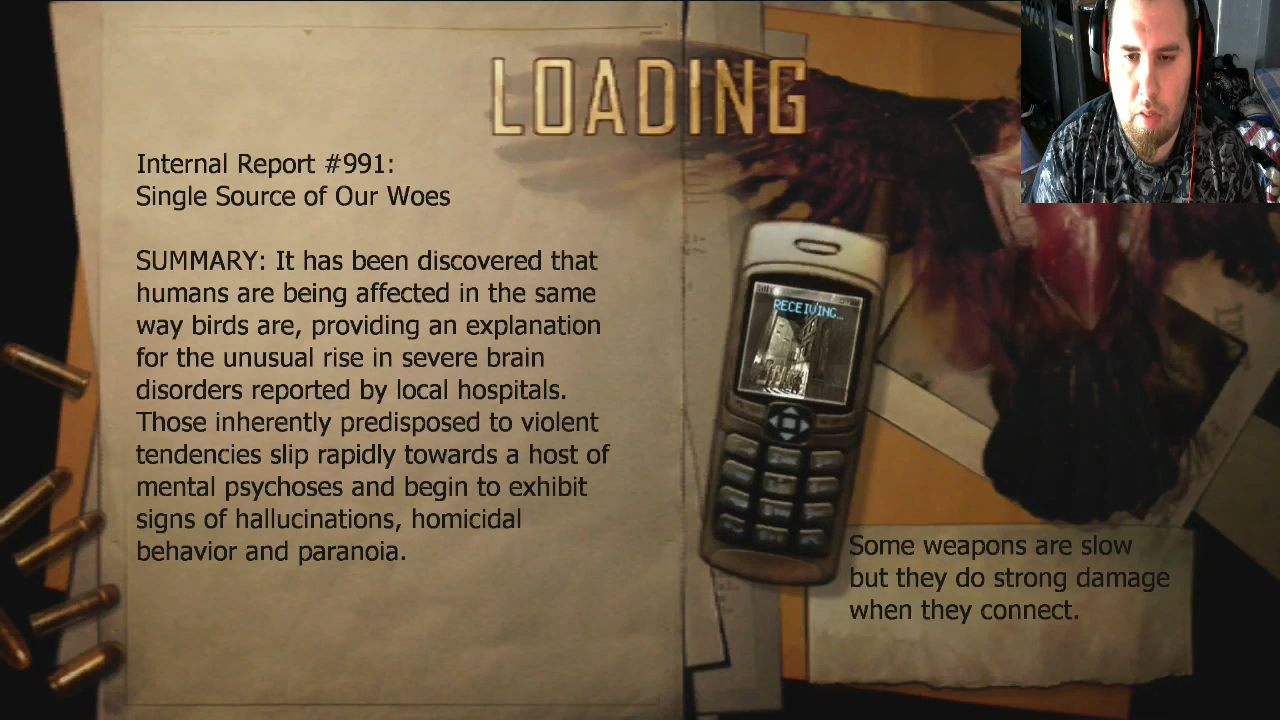 LOADING
Internal Report #991:
Single Source of Our Woes
SUMMARY: It has been discovered that
humans are being affected in the same
way birds are, providing an explanation
for the unusual rise in severe brain
disorders reported by local hospitals.
Those inherently predisposed to violent
tendencies slip rapidly towards a host of
mental psychoses and begin to exhibit
signs of hallucinations, homicidal
behavior and paranoia.
RECEIVING...
Some weapons are slow
but they do strong damage
when they connect.